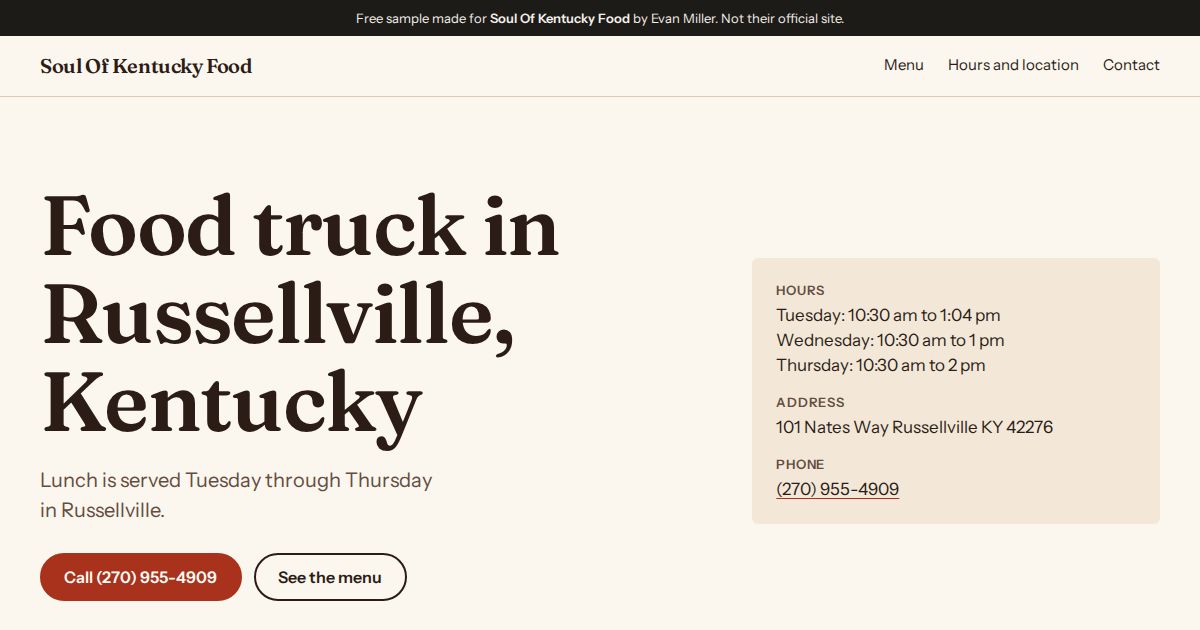 Free sample made for Soul Of Kentucky Food by Evan Miller. Not their official site.
Soul Of Kentucky Food
Menu
Hours and location
Contact
Food truck in
Russellville,
Kentucky
Lunch is served Tuesday through Thursday
in Russellville.
Call (270) 955-4909
See the menu
HOURS
Tuesday: 10:30 am to 1:04 pm
Wednesday: 10:30 am to 1 pm
Thursday: 10:30 am to 2 pm
ADDRESS
101 Nates Way Russellville KY 42276
PHONE
(270) 955-4909